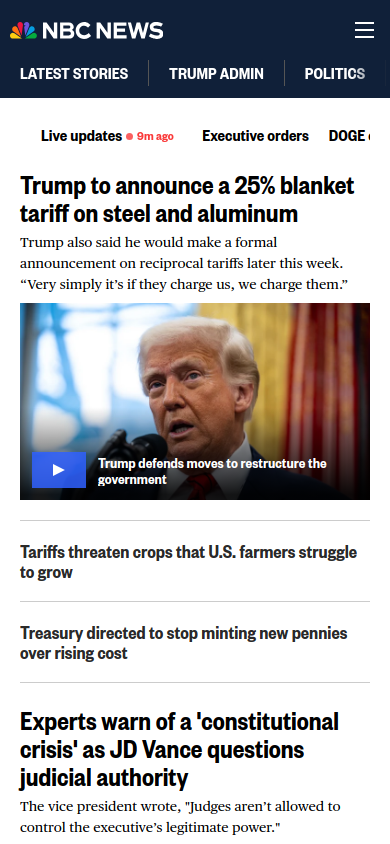 NBC NEWS
LATEST STORIES TRUMP ADMIN POLITICS
Live updates 9m ago Executive orders DOGE
Trump to announce a 25% blanket
tariff on steel and aluminum
Trump also said he would make a formal
announcement on reciprocal tariffs later this week.
“Very simply it’s if they charge us, we charge them.”
Trump defends moves to restructure the
government
Tariffs threaten crops that U.S. farmers struggle
to grow
Treasury directed to stop minting new pennies
over rising cost
Experts warn of a 'constitutional
crisis' as JD Vance questions
judicial authority
The vice president wrote, "Judges aren’t allowed to
control the executive’s legitimate power."